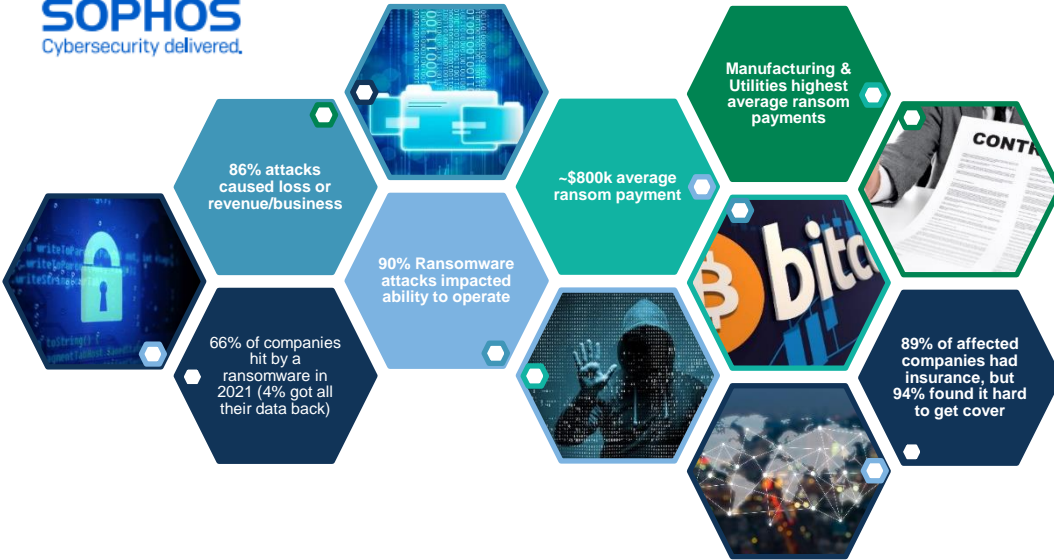 SOPHOS
Cybersecurity delivered.
86% attacks
caused loss or
revenue/business
66% of companies
hit by a
ransomware in
2021 (4% got all
their data back)
90% Ransomware
attacks impacted
ability to operate
~$800k average
ransom payment
Manufacturing &
Utilities highest
average ransom
payments
CONTR
bitc
89% of affected
companies had
insurance, but
94% found it hard
to get cover